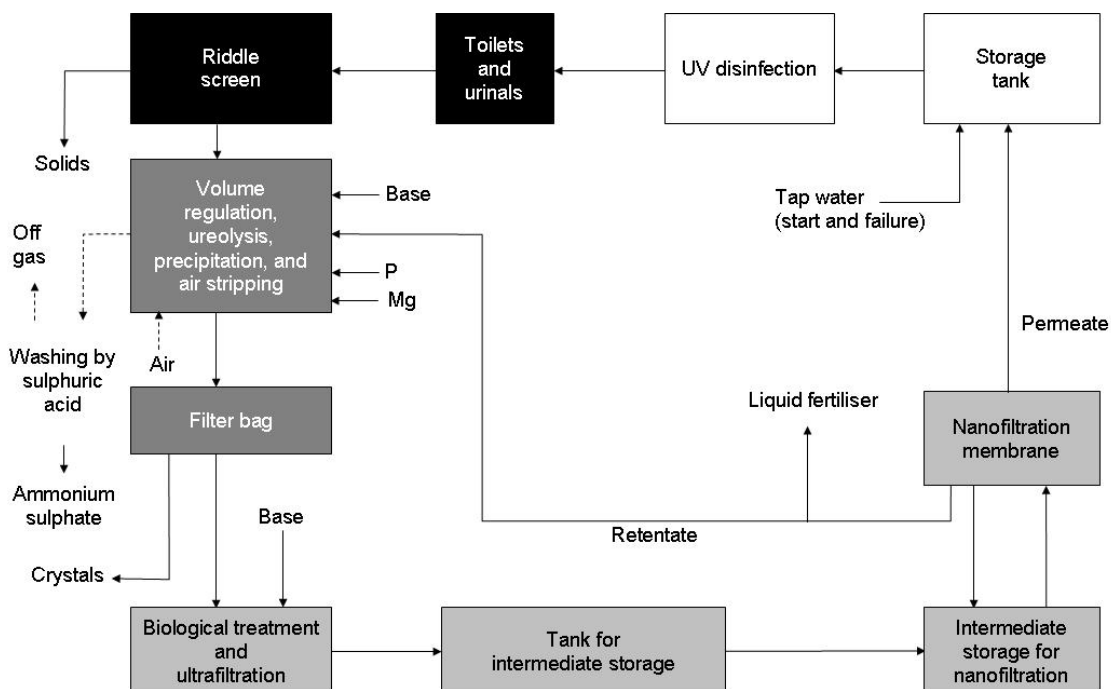 Riddle
screen
Toilets
and
urinals
UV disinfection
Storage
tank
Solids
Volume
regulation,
ureolysis,
precipitation, and
air stripping
Base
P
Mg
Tap water
(start and failure)
Off
gas
Washing by
sulphuric
acid
Air
Permeate
Filter bag
Liquid fertiliser
Nanofiltration
membrane
Ammonium
sulphate
Base
Retentate
Crystals
Biological treatment
and
ultrafiltration
Tank for
intermediate storage
Intermediate
storage for
nanofiltration